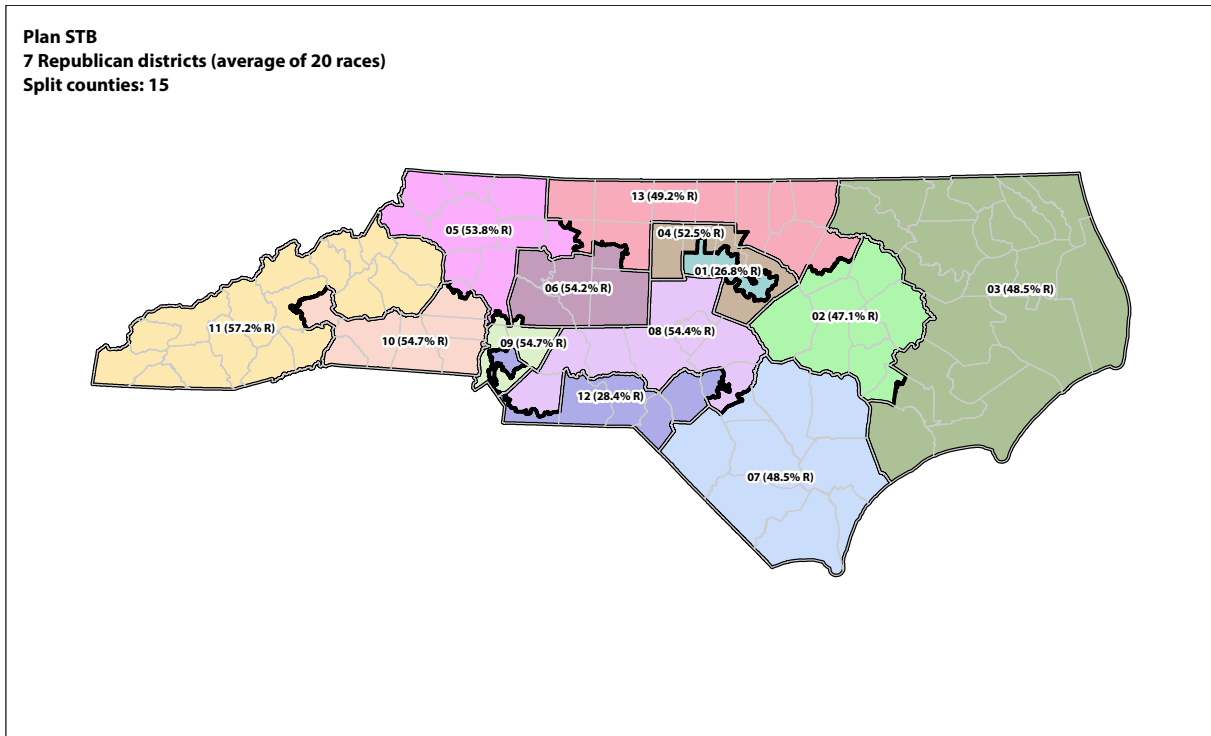 Plan STB
7 Republican districts (average of 20 races)
Split counties: 15
13 (49.2% R)
05 (53.8% R)
04 (52.5% R)
01 (26.8% R)
06 (54.2% R)
03 (48.5% R)
02 (47.1% R)
11 (57.2% R)
10 (54.7% R)
09 (54.7% R)
08 (54.4% R)
12 (28.4% R)
07 (48.5% R)